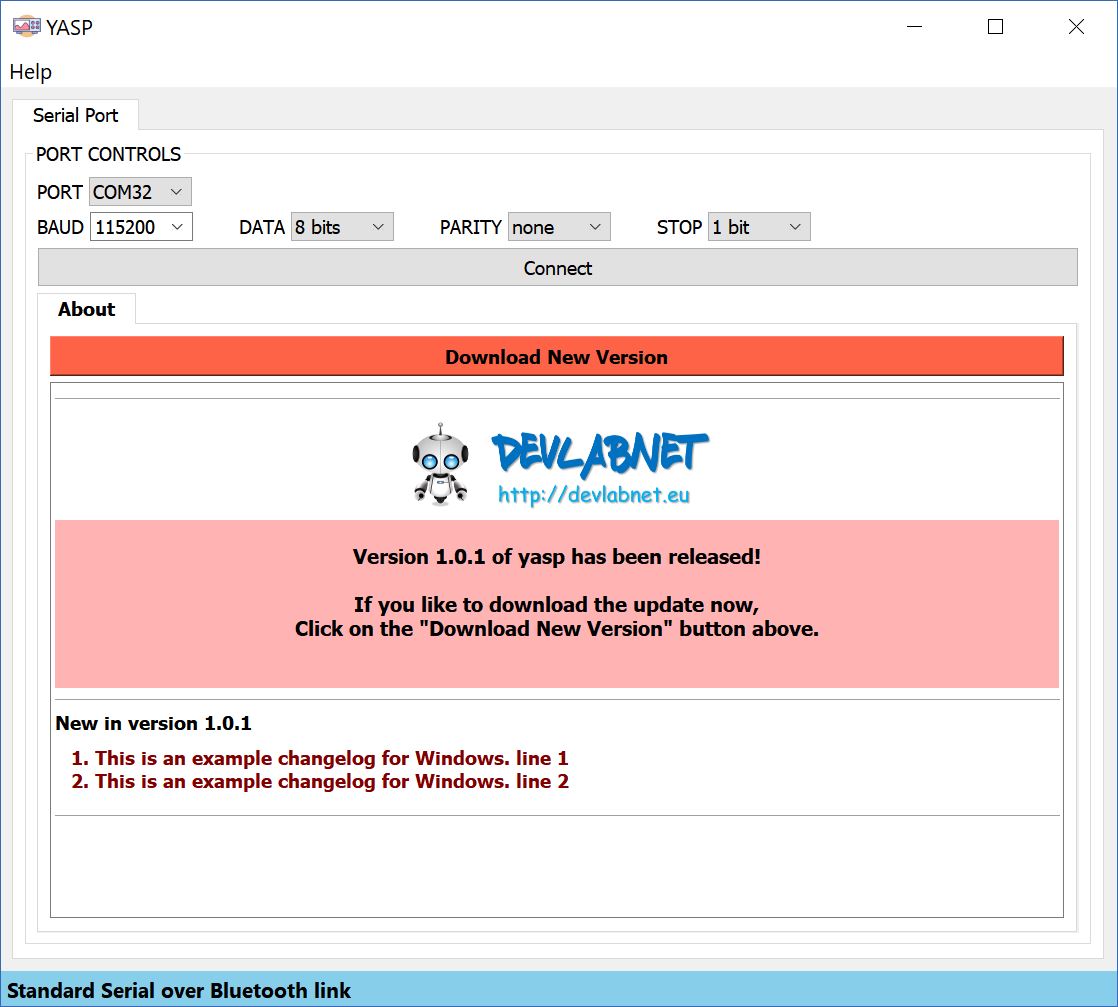 YASP
Help
Serial Port
PORT CONTROLS
PORT COM32
BAUD 115200 DATA 8 bits PARITY none STOP 1 bit
Connect
About
Download New Version
DEVLABNET
http://devlabnet.eu
Version 1.0.1 of yasp has been released!
If you like to download the update now,
Click on the "Download New Version" button above.
New in version 1.0.1
1. This is an example changelog for Windows. line 1
2. This is an example changelog for Windows. line 2
Standard Serial over Bluetooth link